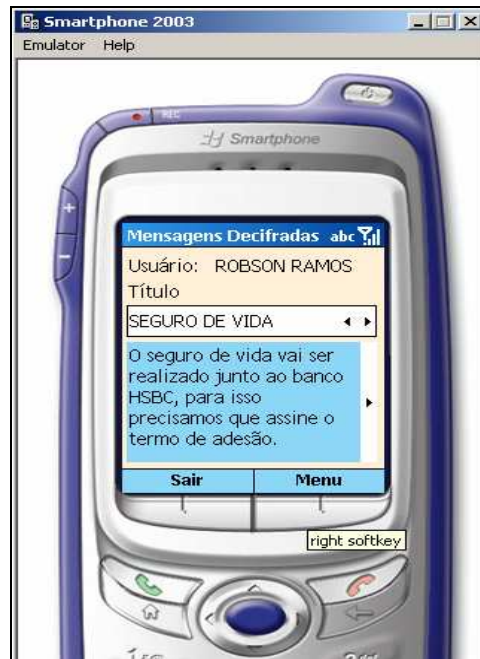 Smartphone 2003
Emulator Help
REC
Smartphone
Mensagens Decifradas abc
Usuário: ROBSON RAMOS
Título
SEGURO DE VIDA
O seguro de vida vai ser
realizado junto ao banco
HSBC, para isso
precisamos que assine o
termo de adesão.
Sair Menu
right softkey